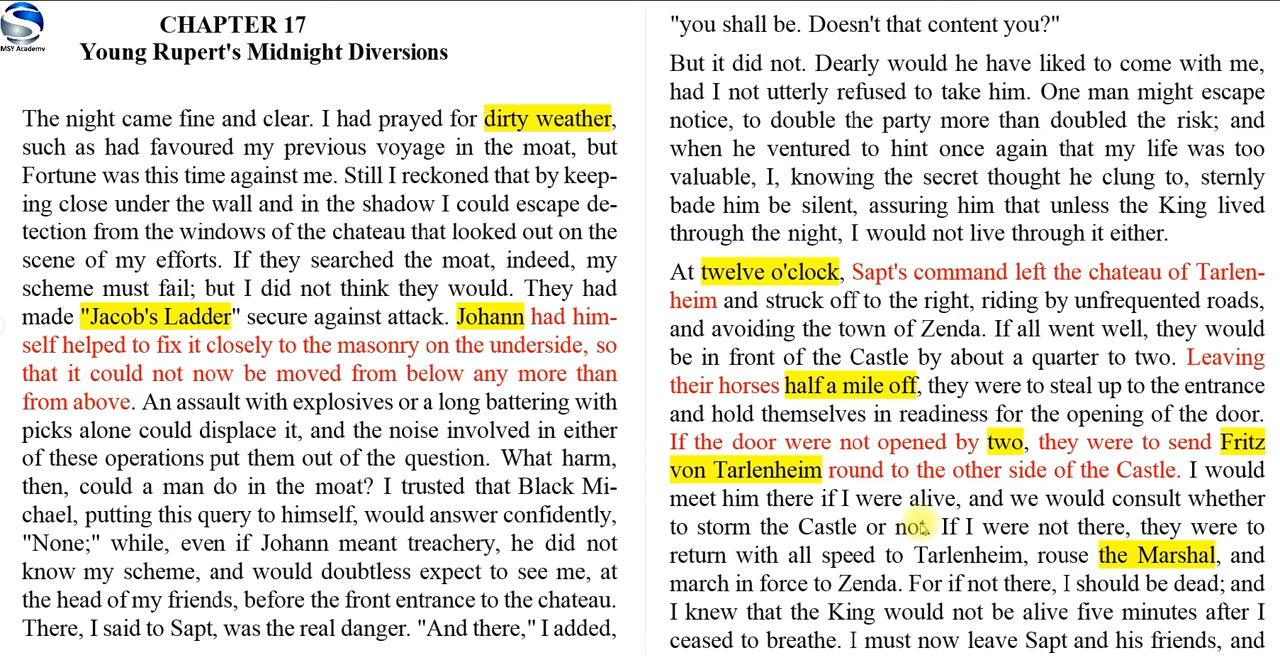 MSY Academy
CHAPTER 17
Young Rupert's Midnight Diversions
The night came fine and clear. I had prayed for dirty weather,
such as had favoured my previous voyage in the moat, but
Fortune was this time against me. Still I reckoned that by keep-
ing close under the wall and in the shadow I could escape de-
tection from the windows of the chateau that looked out on the
scene of my efforts. If they searched the moat, indeed, my
scheme must fail; but I did not think they would. They had
made "Jacob's Ladder" secure against attack. Johann had him-
self helped to fix it closely to the masonry on the underside, so
that it could not now be moved from below any more than
from above. An assault with explosives or a long battering with
picks alone could displace it, and the noise involved in either
of these operations put them out of the question. What harm,
then, could a man do in the moat? I trusted that Black Mi-
chael, putting this query to himself, would answer confidently,
"None;" while, even if Johann meant treachery, he did not
know my scheme, and would doubtless expect to see me, at
the head of my friends, before the front entrance to the chateau.
There, I said to Sapt, was the real danger. "And there," I added,
"you shall be. Doesn't that content you?"
But it did not. Dearly would he have liked to come with me,
had I not utterly refused to take him. One man might escape
notice, to double the party more than doubled the risk; and
when he ventured to hint once again that my life was too
valuable, I, knowing the secret thought he clung to, sternly
bade him be silent, assuring him that unless the King lived
through the night, I would not live through it either.
At twelve o'clock, Sapt's command left the chateau of Tarlen-
heim and struck off to the right, riding by unfrequented roads,
and avoiding the town of Zenda. If all went well, they would
be in front of the Castle by about a quarter to two. Leaving
their horses half a mile off, they were to steal up to the entrance
and hold themselves in readiness for the opening of the door.
If the door were not opened by two, they were to send Fritz
von Tarlenheim round to the other side of the Castle. I would
meet him there if I were alive, and we would consult whether
to storm the Castle or not. If I were not there, they were to
return with all speed to Tarlenheim, rouse the Marshal, and
march in force to Zenda. For if not there, I should be dead; and
I knew that the King would not be alive five minutes after I
ceased to breathe. I must now leave Sapt and his friends, and